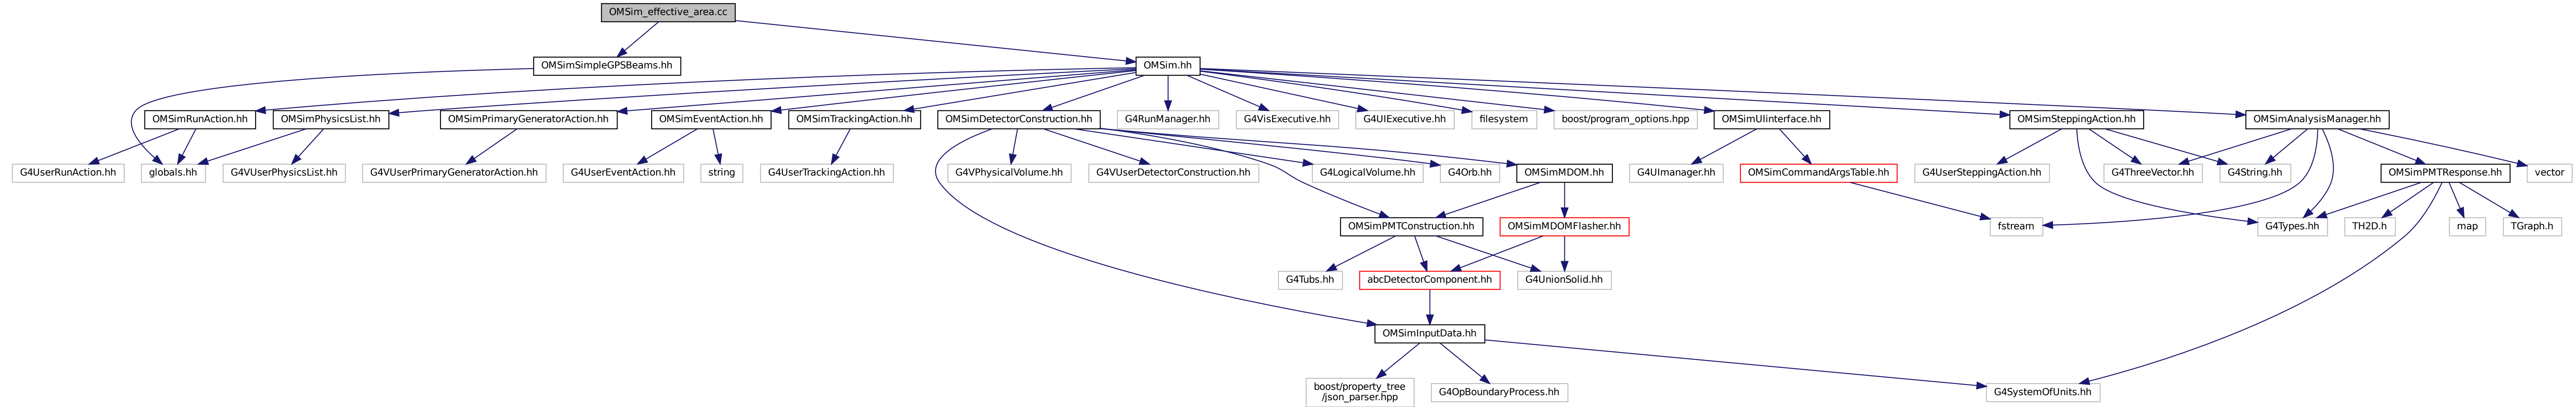 OMSim_effective_area.cc
OMSimSimpleGPSBeams.hh
OMSim.hh
OMSimRunAction.hh
OMSimPhysicsList.hh
OMSimPrimaryGeneratorAction.hh
OMSimEventAction.hh
OMSimTrackingAction.hh
OMSimDetectorConstruction.hh
G4RunManager.hh
G4VisExecutive.hh
G4UIExecutive.hh
filesystem
boost/program_options.hpp
OMSimUIinterface.hh
OMSimSteppingAction.hh
OMSimAnalysisManager.hh
G4UserRunAction.hh
globals.hh
G4VUserPhysicsList.hh
G4VUserPrimaryGeneratorAction.hh
G4UserEventAction.hh
string
G4UserTrackingAction.hh
G4VPhysicalVolume.hh
G4VUserDetectorConstruction.hh
G4LogicalVolume.hh
G4Orb.hh
OMSimMDOM.hh
G4UImanager.hh
OMSimCommandArgsTable.hh
G4UserSteppingAction.hh
G4ThreeVector.hh
G4String.hh
OMSimPMTResponse.hh
vector
OMSimPMTConstruction.hh
OMSimMDOMFlasher.hh
fstream
G4Types.hh
TH2D.h
map
TGraph.h
G4Tubs.hh
abcDetectorComponent.hh
G4UnionSolid.hh
OMSimInputData.hh
boost/property_tree
/json_parser.hpp
G4OpBoundaryProcess.hh
G4SystemOfUnits.hh